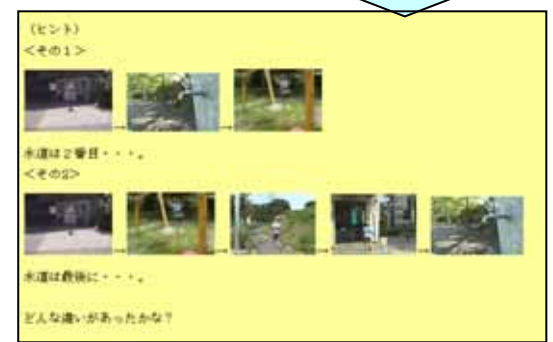 （ヒント）
＜その1＞
→ →
水道は2番目・・・。
＜その2＞
→ → → →
水道は最後に・・・。
どんな違いがあったかな？